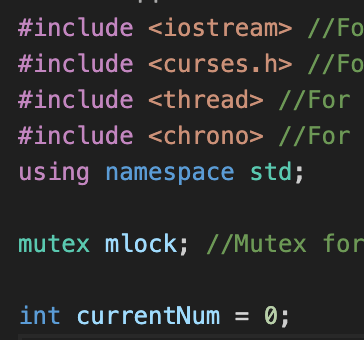 #include <iostream> //Fo
#include <curses.h> //Fo
#include <thread> //For
#include <chrono> //For
using namespace std;
mutex mlock; //Mutex for
int currentNum = 0;